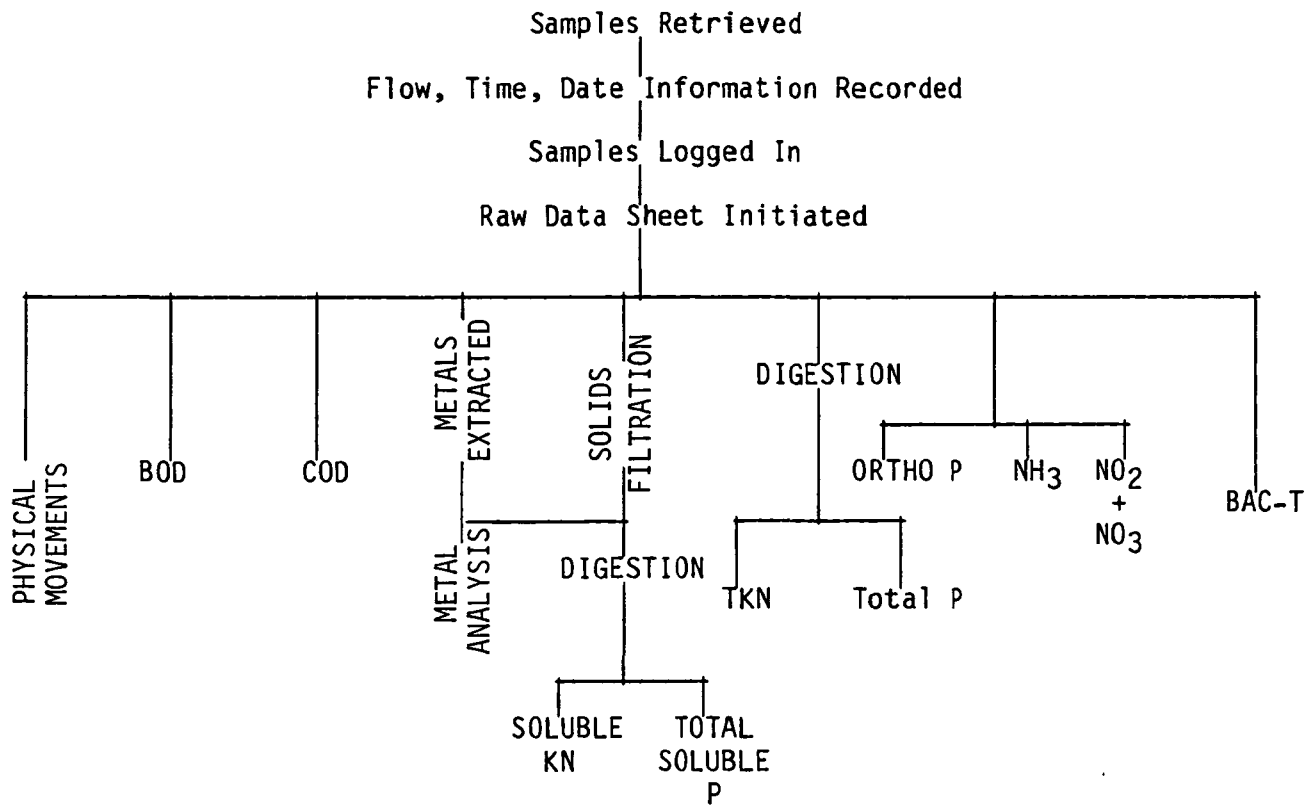 Samples Retrieved
Flow, Time, Date Information Recorded
Samples Logged In
Raw Data Sheet Initiated
PHYSICAL
MOVEMENTS
BOD
COD
METALS
EXTRACTED
METAL
ANALYSIS
SOLIDS
FILTRATION
DIGESTION
SOLUBLE
KN
TOTAL
SOLUBLE
P
DIGESTION
TKN
Total P
ORTHO P
NH3
NO2
+
NO3
BAC-T